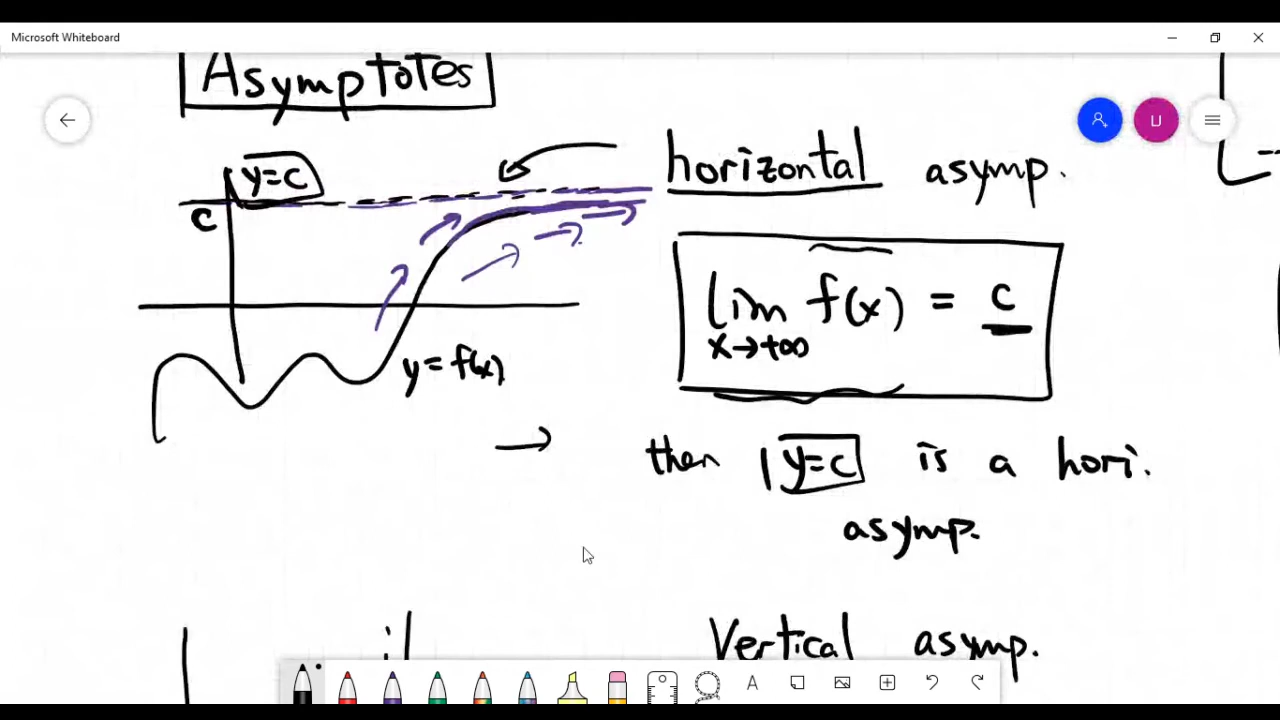 Microsoft Whiteboard
Asymptotes
y=c
c
horizontal asymp.
lim f(x) = c
x→+∞
y=f(x)
then y=c is a hori.
asymp.
Vertical asymp.
U
A